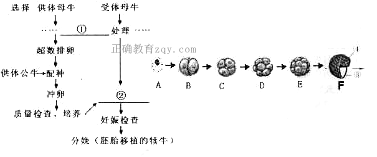 选择 供体母牛 受体母牛
① 处理
超数排卵
供体公牛 配种
冲卵
质量检查、培养 ②
妊娠检查
分娩(胚胎移植的犊牛)
正确教育zqy.com
A B C D E F